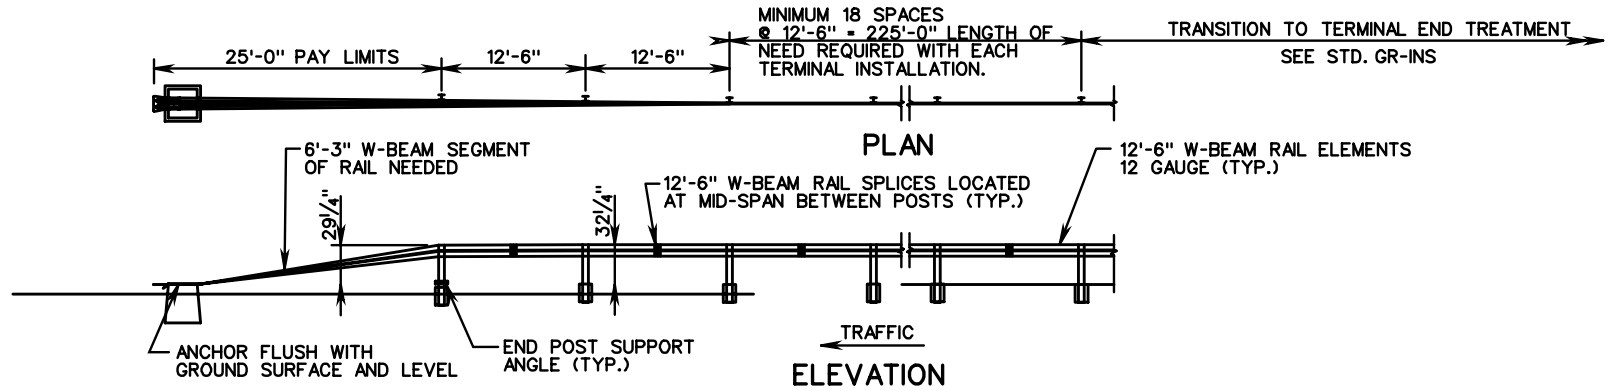 MINIMUM 18 SPACES
@ 12'-6" = 225'-0" LENGTH OF
NEED REQUIRED WITH EACH
TERMINAL INSTALLATION.
TRANSITION TO TERMINAL END TREATMENT
SEE STD. GR-INS
25'-0" PAY LIMITS
12'-6"
12'-6"
PLAN
6'-3" W-BEAM SEGMENT
OF RAIL NEEDED
12'-6" W-BEAM RAIL ELEMENTS
12 GAUGE (TYP.)
12'-6" W-BEAM RAIL SPLICES LOCATED
AT MID-SPAN BETWEEN POSTS (TYP.)
29¼"
32¼"
TRAFFIC
ANCHOR FLUSH WITH
GROUND SURFACE AND LEVEL
END POST SUPPORT
ANGLE (TYP.)
ELEVATION